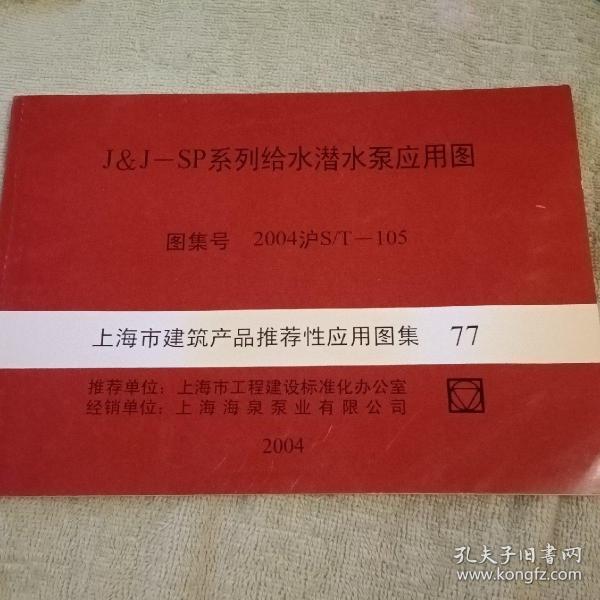 J&J－SP系列给水潜水泵应用图
图集号 2004沪S/T－105
上海市建筑产品推荐性应用图集 77
推荐单位：上海市工程建设标准化办公室
经销单位：上海海泉泵业有限公司
2004
孔夫子旧书网
www.kongfz.com